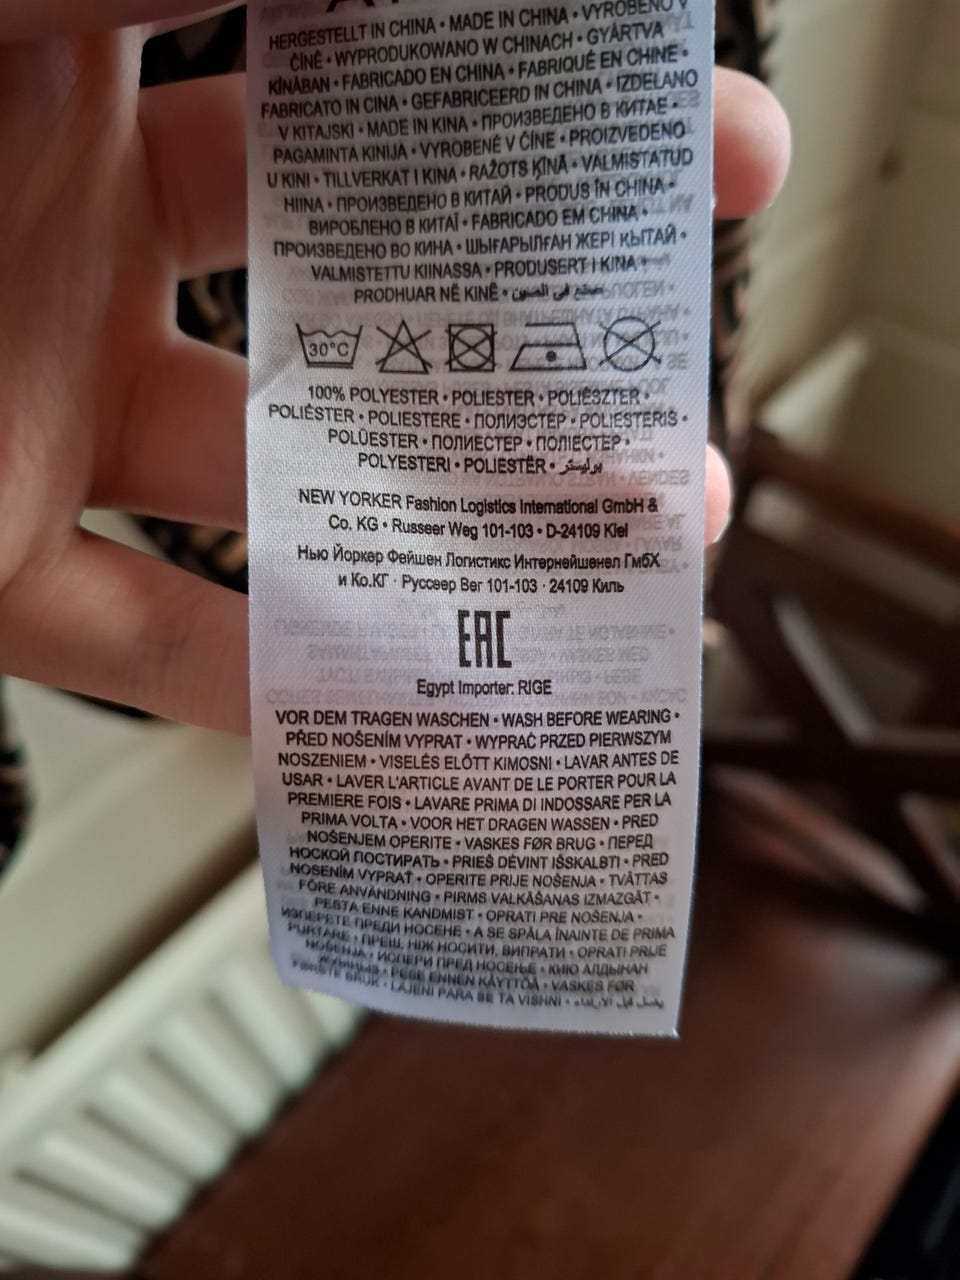 HERGESTELLT IN CHINA • MADE IN CHINA • VYROBENO V
ČÍNĚ • WYPRODUKOWANO W CHINACH • GYÁRTVA
KÍNÁBAN • FABRICADO EN CHINA • FABRIQUÉ EN CHINE •
FABRICATO IN CINA • GEFABRICEERD IN CHINA • IZDELANO
V KITAJSKI • MADE IN KINA • ПРОИЗВЕДЕНО В КИТАЕ •
PAGAMINTA KINIJA • VYROBENÉ V ČÍNE • PROIZVEDENO
U KINI • TILLVERKAT I KINA • RAŽOTS ĶĪNĀ • VALMISTATUD
HIINA • ПРОИЗВЕДЕНО В КИТАЙ • PRODUS ÎN CHINA •
ВИРОБЛЕНО В КИТАЇ • FABRICADO EM CHINA •
ПРОИЗВЕДЕНО ВО КИНА • ШЫҒАРЫЛҒАН ЖЕРІ ҚЫТАЙ •
VALMISTETTU KIINASSA • PRODUSERT I KINA •
PRODHUAR NË KINË • صنع في الصين
30°C
100% POLYESTER • POLIESTER • POLIÉSZTER •
POLIÉSTER • POLIESTERE • ПОЛИЭСТЕР • POLIESTERIS •
POLÜESTER • ПОЛИЕСТЕР • ПОЛІЕСТЕР •
POLYESTERI • POLIESTËR • بوليستر
NEW YORKER Fashion Logistics International GmbH &
Co. KG • Russeer Weg 101-103 • D-24109 Kiel
Нью Йоркер Фейшен Логистикс Интернейшенел ГмбХ
и Ко.КГ · Руссеер Вег 101-103 · 24109 Киль
EAC
Egypt Importer: RIGE
VOR DEM TRAGEN WASCHEN • WASH BEFORE WEARING •
PŘED NOŠENÍM VYPRAT • WYPRAĆ PRZED PIERWSZYM
NOSZENIEM • VISELÉS ELŐTT KIMOSNI • LAVAR ANTES DE
USAR • LAVER L'ARTICLE AVANT DE LE PORTER POUR LA
PREMIERE FOIS • LAVARE PRIMA DI INDOSSARE PER LA
PRIMA VOLTA • VOOR HET DRAGEN WASSEN • PRED
NOŠENJEM OPERITE • VASKES FØR BRUG • ПЕРЕД
НОСКОЙ ПОСТИРАТЬ • PRIEŠ DĖVINT IŠSKALBTI • PRED
NOSENÍM VYPRAŤ • OPERITE PRIJE NOŠENJA • TVÄTTAS
FÖRE ANVÄNDNING • PIRMS VALKĀŠANAS IZMAZGĀT •
PESTA ENNE KANDMIST • OPRATI PRE NOŠENJA •
ИЗПЕРЕТЕ ПРЕДИ НОСЕНЕ • A SE SPĂLA ÎNAINTE DE PRIMA
PURTARE • ПРЕШ, НІЖ НОСИТИ, ВИПРАТИ • OPRATI PRIJE
NOŠENJA • ИСПЕРИ ПРЕД НОСЕЊЕ • КИЮ АЛДЫНАН
ЖУЫҢЫЗ • PESE ENNEN KÄYTTÖÄ • VASKES FØR
FØRSTE BRUK • LAJENI PARA SE TA VISHNI • يغسل قبل الارتداء